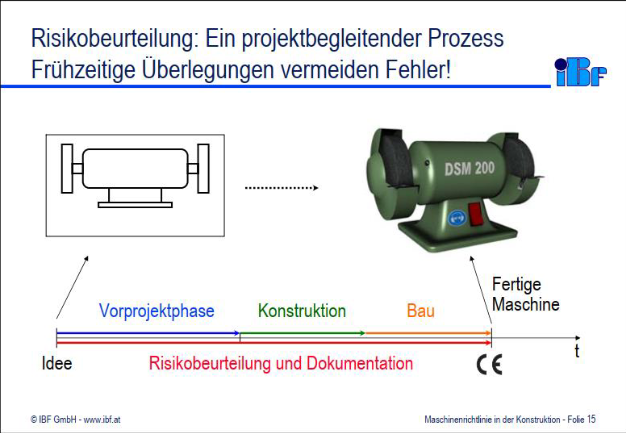 Risikobeurteilung: Ein projektbegleitender Prozess
Frühzeitige Überlegungen vermeiden Fehler!
iBf
DSM 200
Fertige
Maschine
Vorprojektphase
Konstruktion
Bau
t
Idee
Risikobeurteilung und Dokumentation
CE
© IBF GmbH - www.ibf.at
Maschinenrichtlinie in der Konstruktion - Folie 15